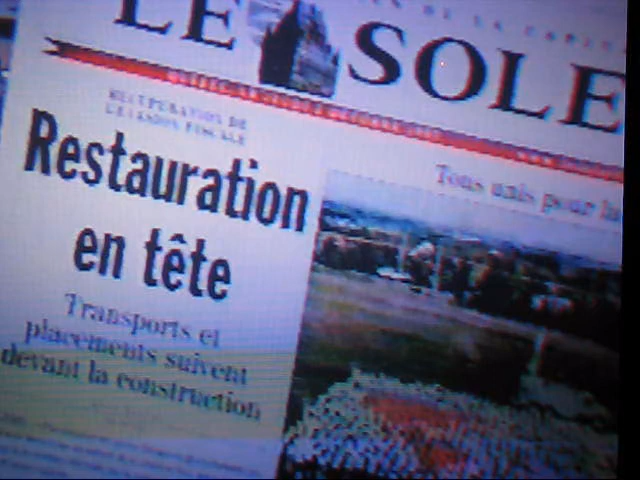 LE SOLE
RÉCUPÉRATION DE
L'ÉVASION FISCALE
Restauration
en tête
Tous unis pour la
Transports et
placements suivent
devant la construction